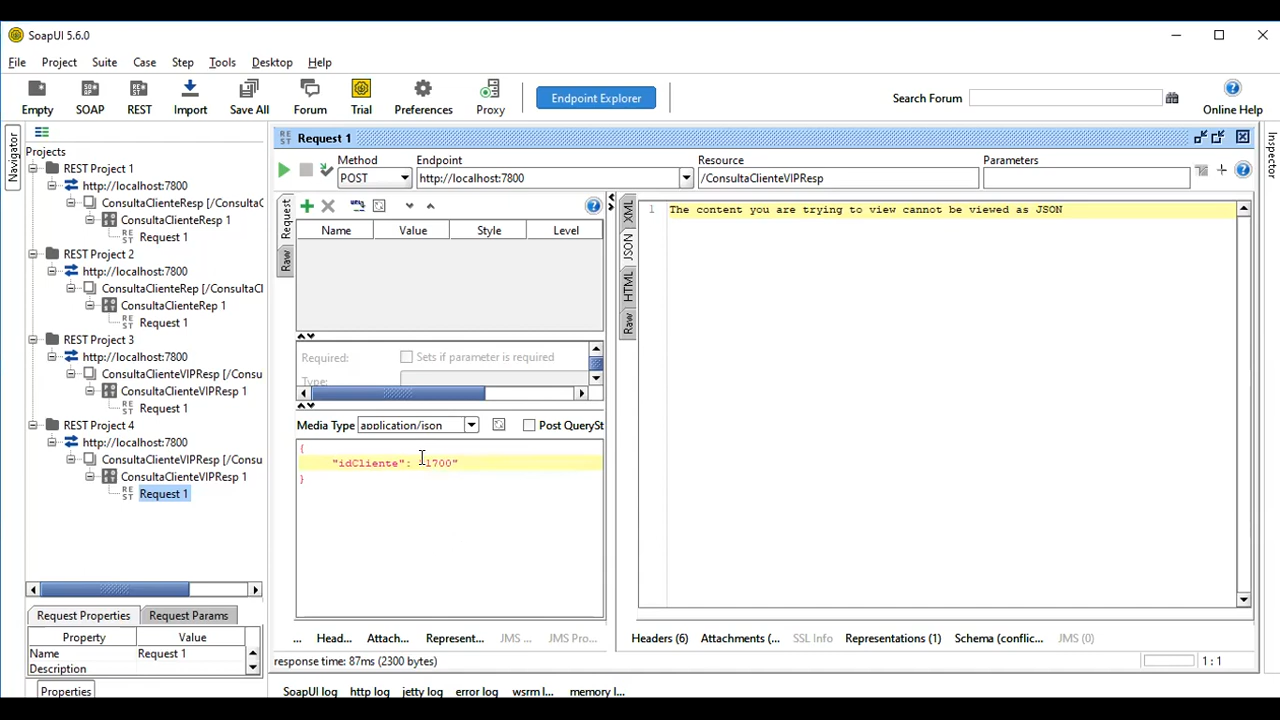 SoapUI 5.6.0
File Project Suite Case Step Tools Desktop Help
Empty SOAP REST Import Save All Forum Trial Preferences Proxy Endpoint Explorer Search Forum Online Help
Navigator
Projects
REST Project 1
http://localhost:7800
ConsultaClienteResp [/ConsultaC
ConsultaClienteResp 1
Request 1
REST Project 2
http://localhost:7800
ConsultaClienteRep [/ConsultaCl
ConsultaClienteRep 1
Request 1
REST Project 3
http://localhost:7800
ConsultaClienteVIPResp [/Consu
ConsultaClienteVIPResp 1
Request 1
REST Project 4
http://localhost:7800
ConsultaClienteVIPResp [/Consu
ConsultaClienteVIPResp 1
Request 1
Request Properties Request Params
Property Value
Name Request 1
Description
Properties
Request 1
Method Endpoint Resource Parameters
POST http://localhost:7800 /ConsultaClienteVIPResp
Request
Raw
Name Value Style Level
Required: Sets if parameter is required
Type:
Media Type application/json Post QuerySt
{
"idCliente": "1700"
}
... Head... Attach... Represent... JMS ... JMS Pro...
XML
JSON
HTML
Raw
1 The content you are trying to view cannot be viewed as JSON
Headers (6) Attachments (... SSL Info Representations (1) Schema (conflic... JMS (0)
response time: 87ms (2300 bytes) 1 : 1
SoapUI log http log jetty log error log wsrm l... memory l...
Inspector